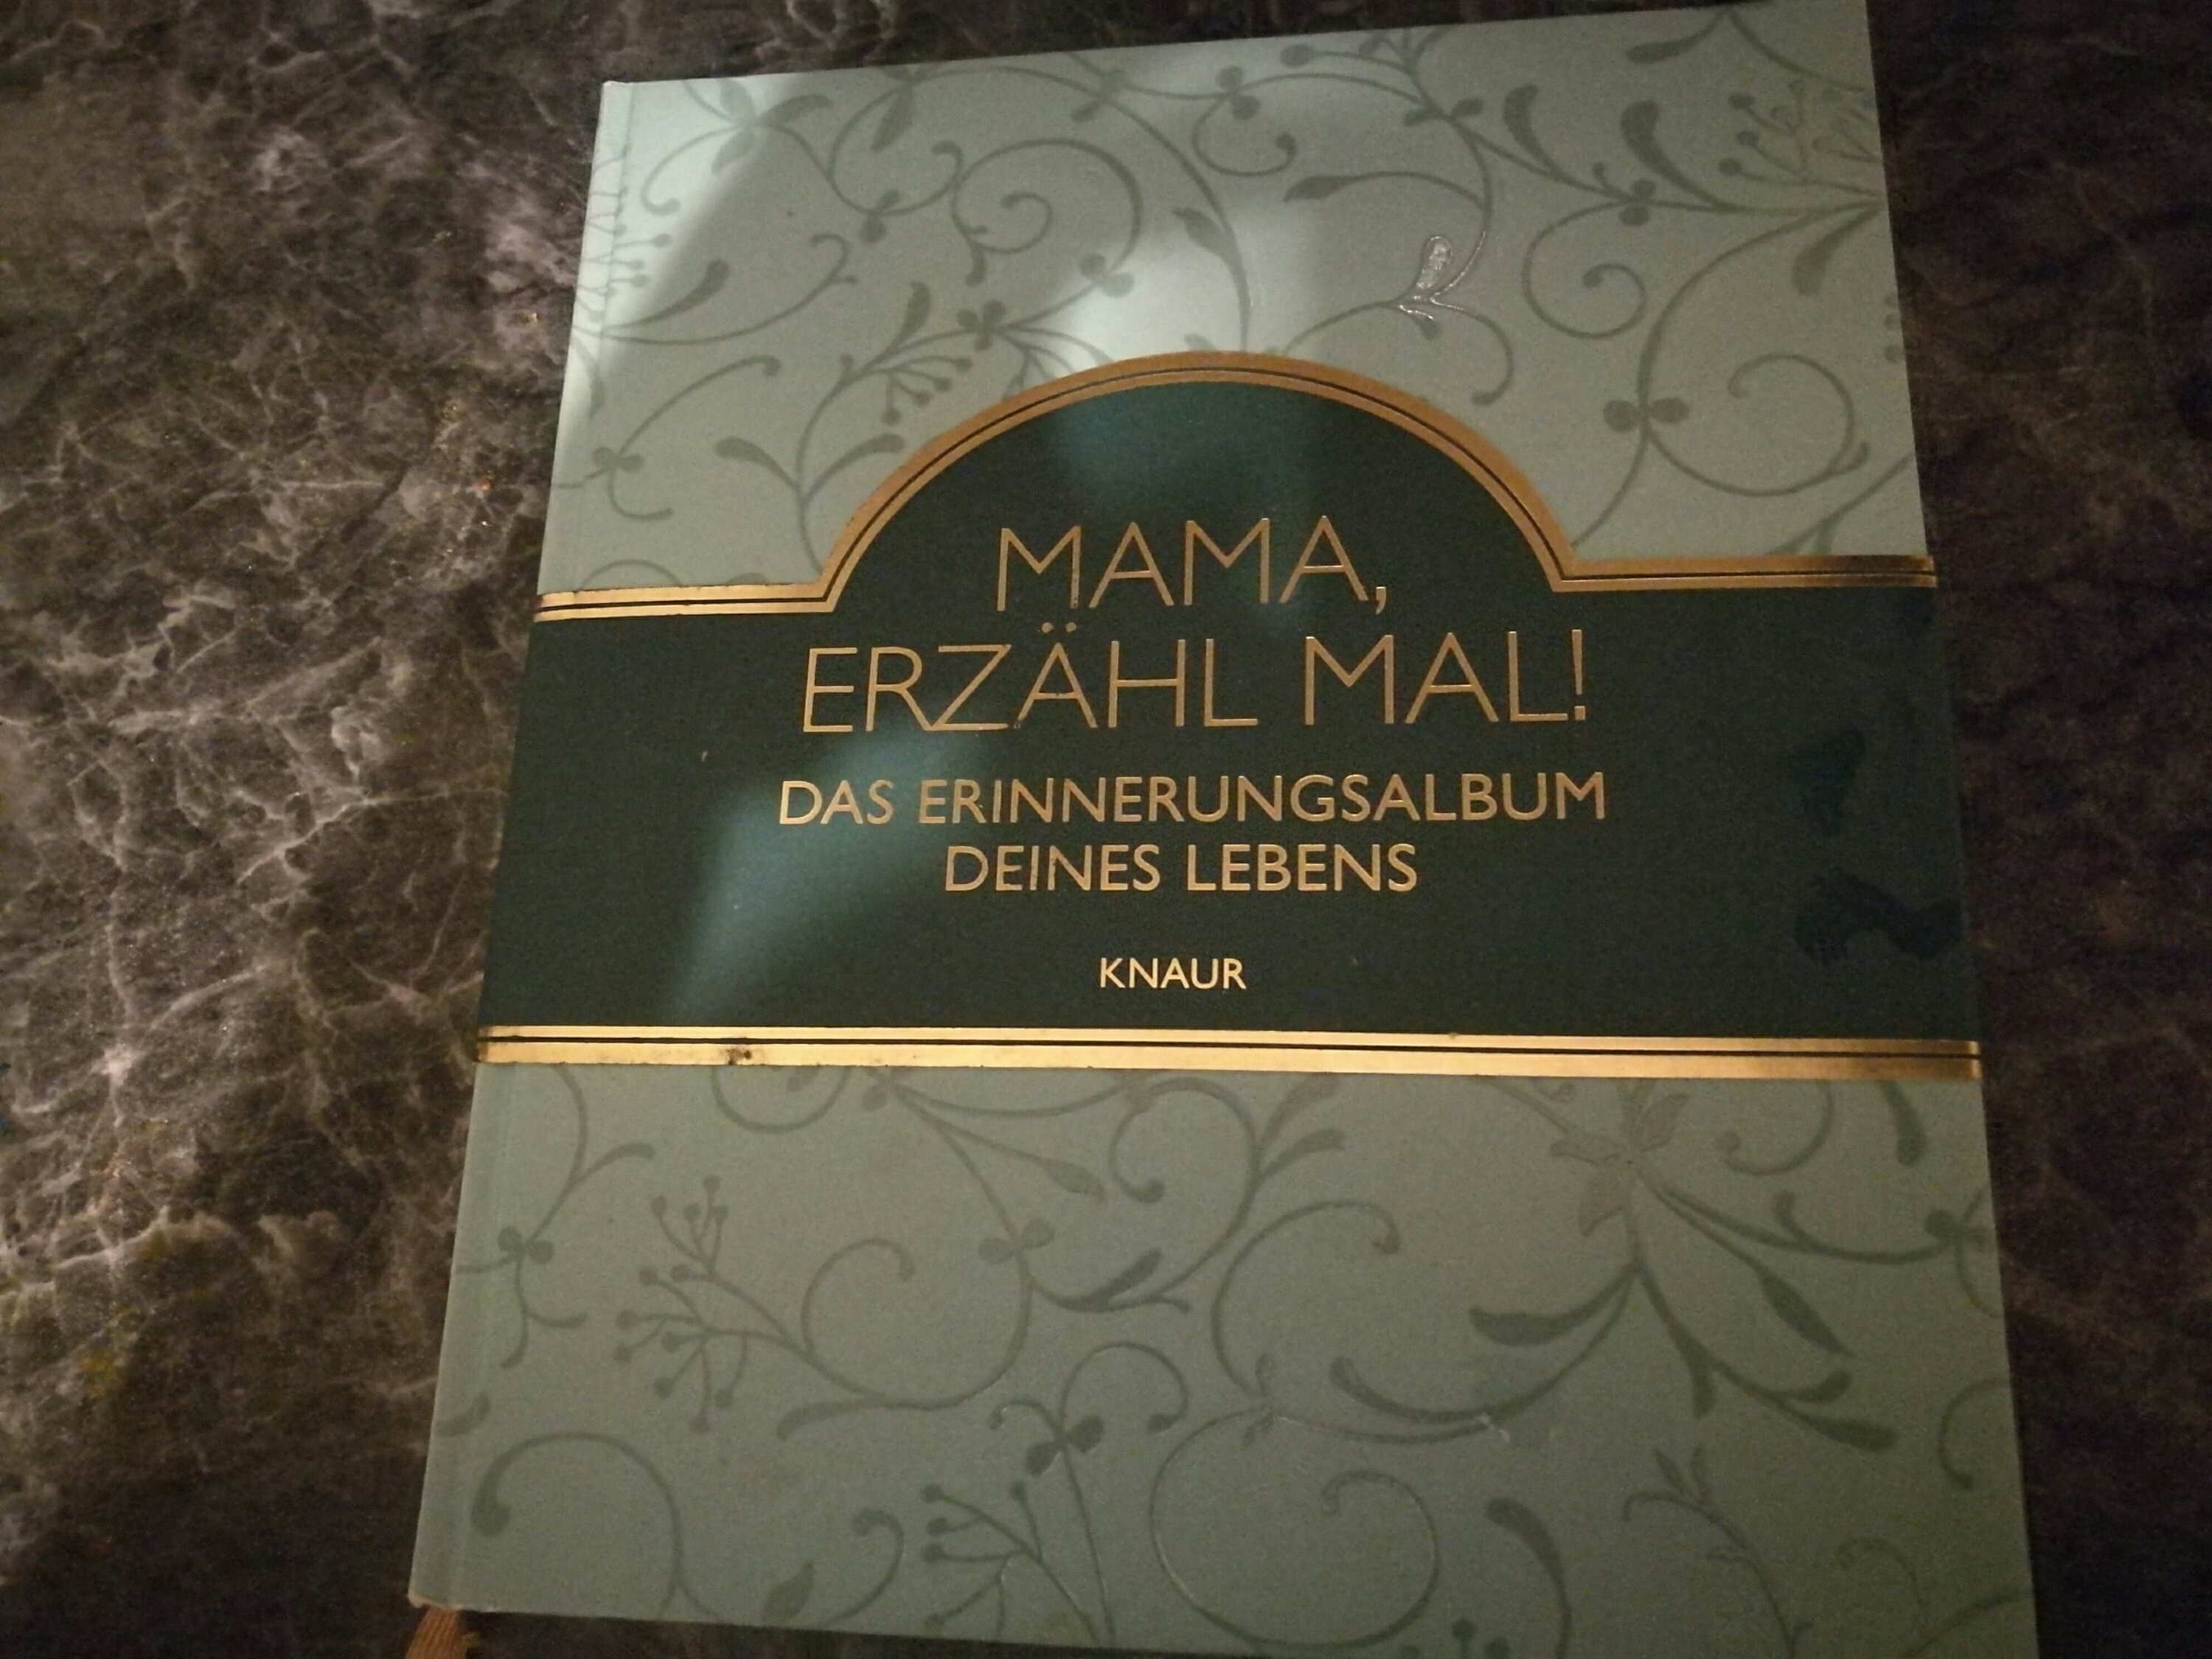 MAMA,
ERZÄHL MAL!
DAS ERINNERUNGSALBUM
DEINES LEBENS
KNAUR